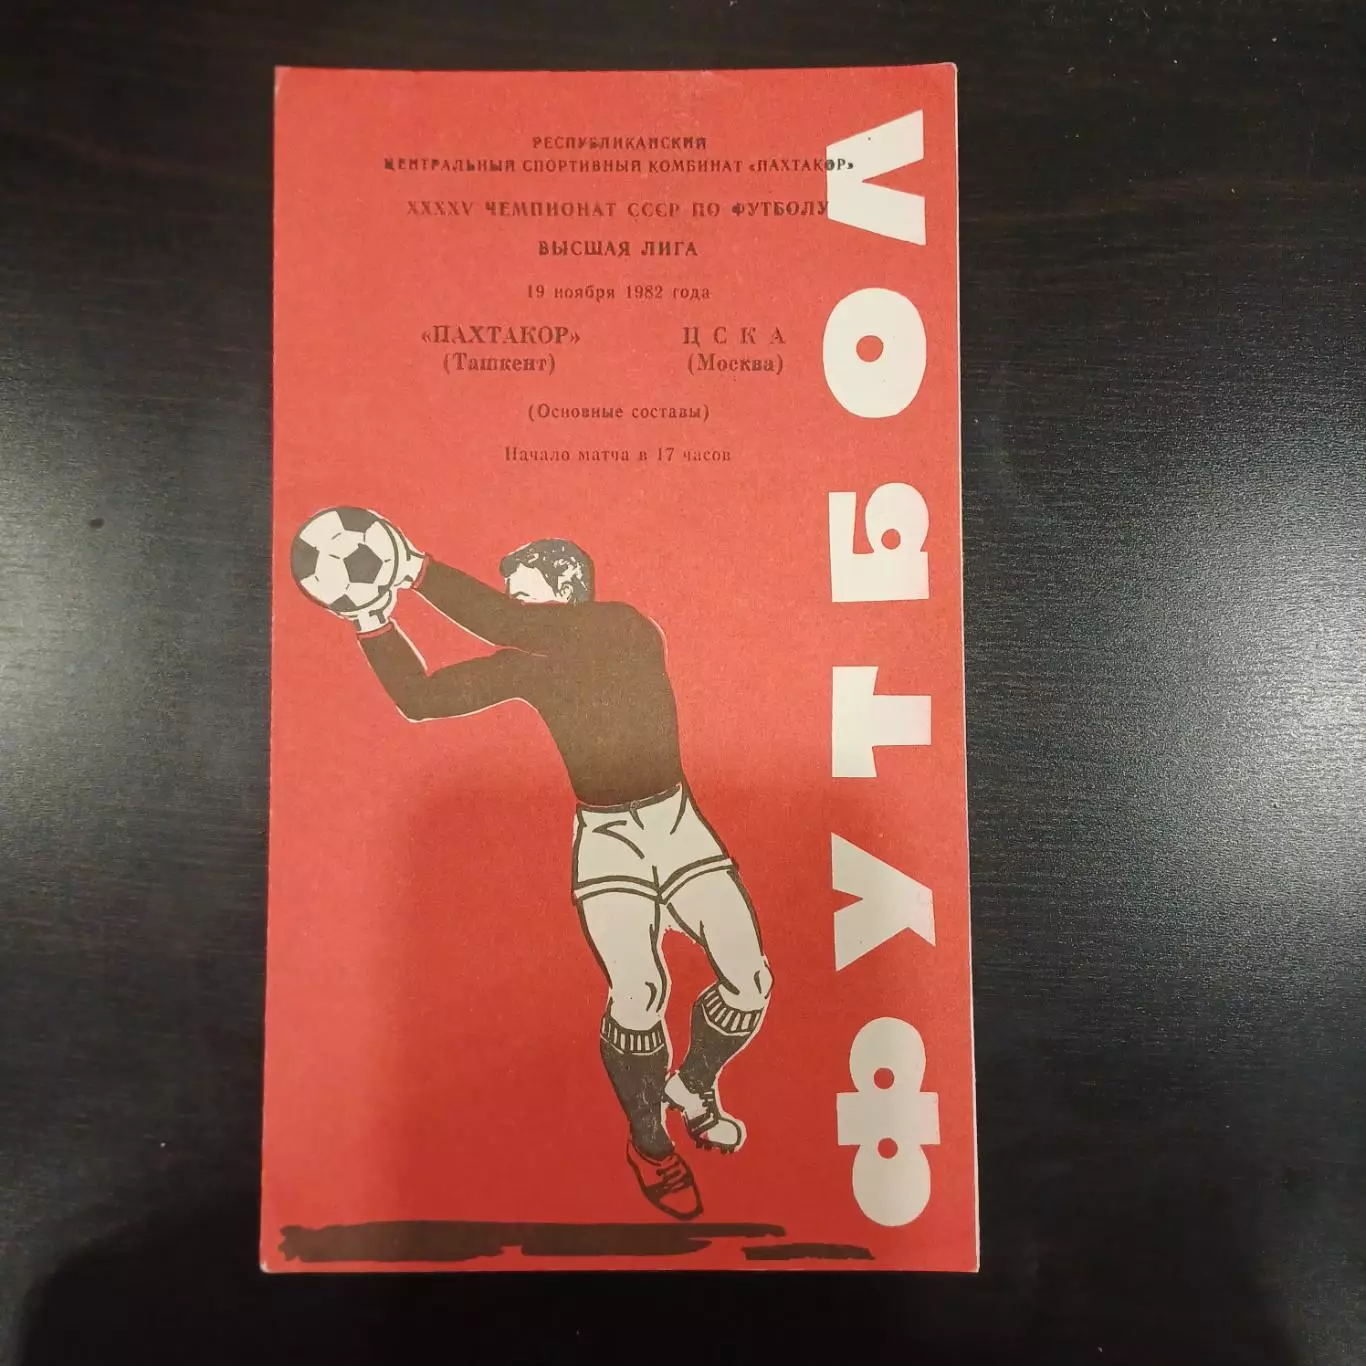 РЕСПУБЛИКАНСКИЙ
ЦЕНТРАЛЬНЫЙ СПОРТИВНЫЙ КОМБИНАТ «ПАХТАКОР»
XXXXV ЧЕМПИОНАТ СССР ПО ФУТБОЛУ
ВЫСШАЯ ЛИГА
19 ноября 1982 года
«ПАХТАКОР» ЦСКА
(Ташкент) (Москва)
(Основные составы)
Начало матча в 17 часов
ФУТБОЛ